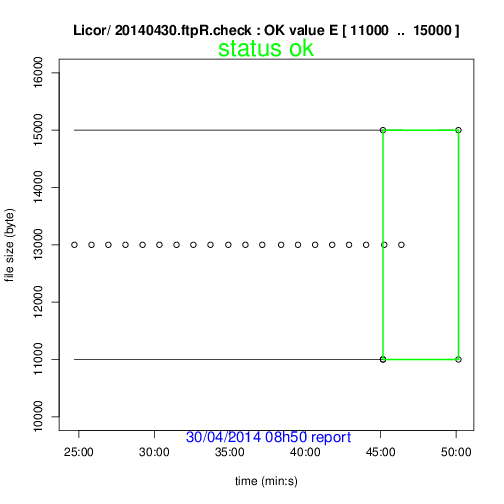 Licor/ 20140430.ftpR.check : OK value E [ 11000 .. 15000 ]
status ok
16000
15000
14000
13000
12000
11000
10000
file size (byte)
30/04/2014 08h50 report
25:00 30:00 35:00 40:00 45:00 50:00
time (min:s)